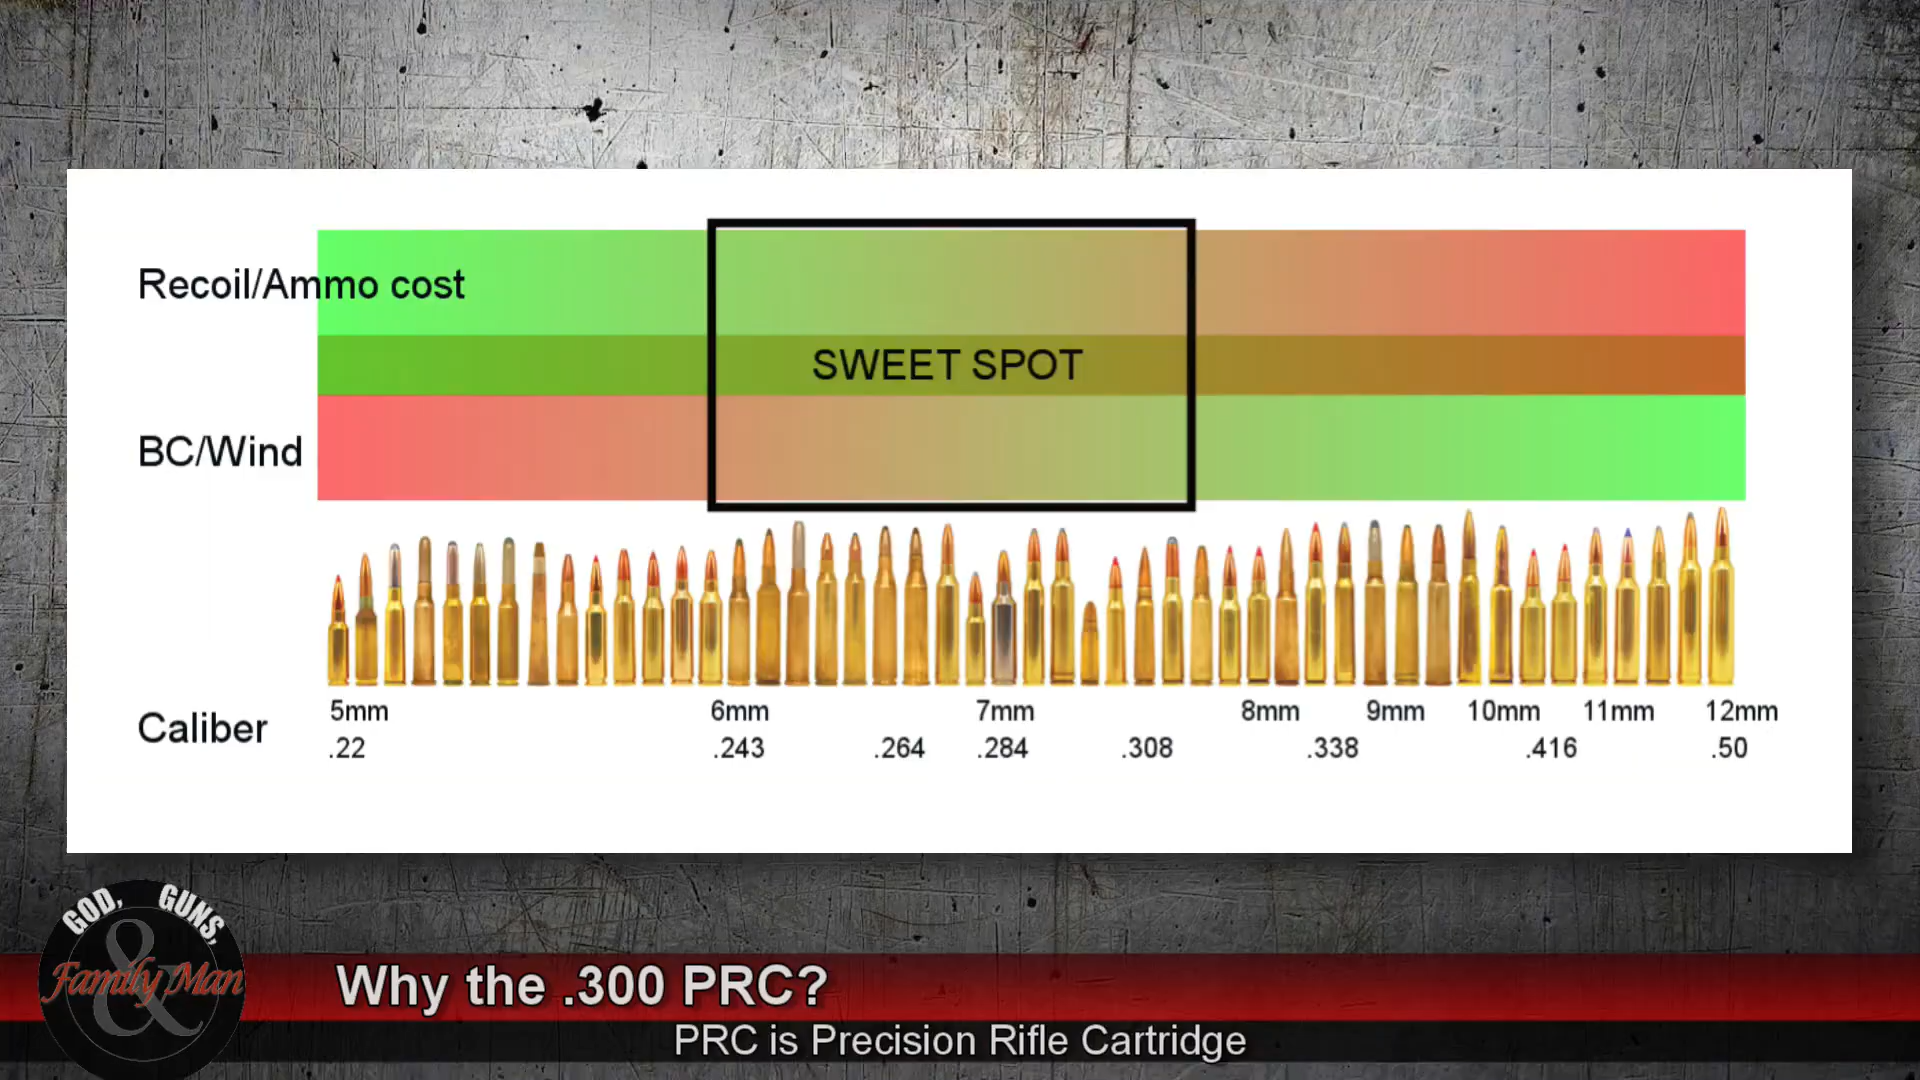 Recoil/Ammo cost
SWEET SPOT
BC/Wind
Caliber
5mm 6mm 7mm 8mm 9mm 10mm 11mm 12mm
.22 .243 .264 .284 .308 .338 .416 .50
GOD, GUNS,
&
Family Man
Why the .300 PRC?
PRC is Precision Rifle Cartridge